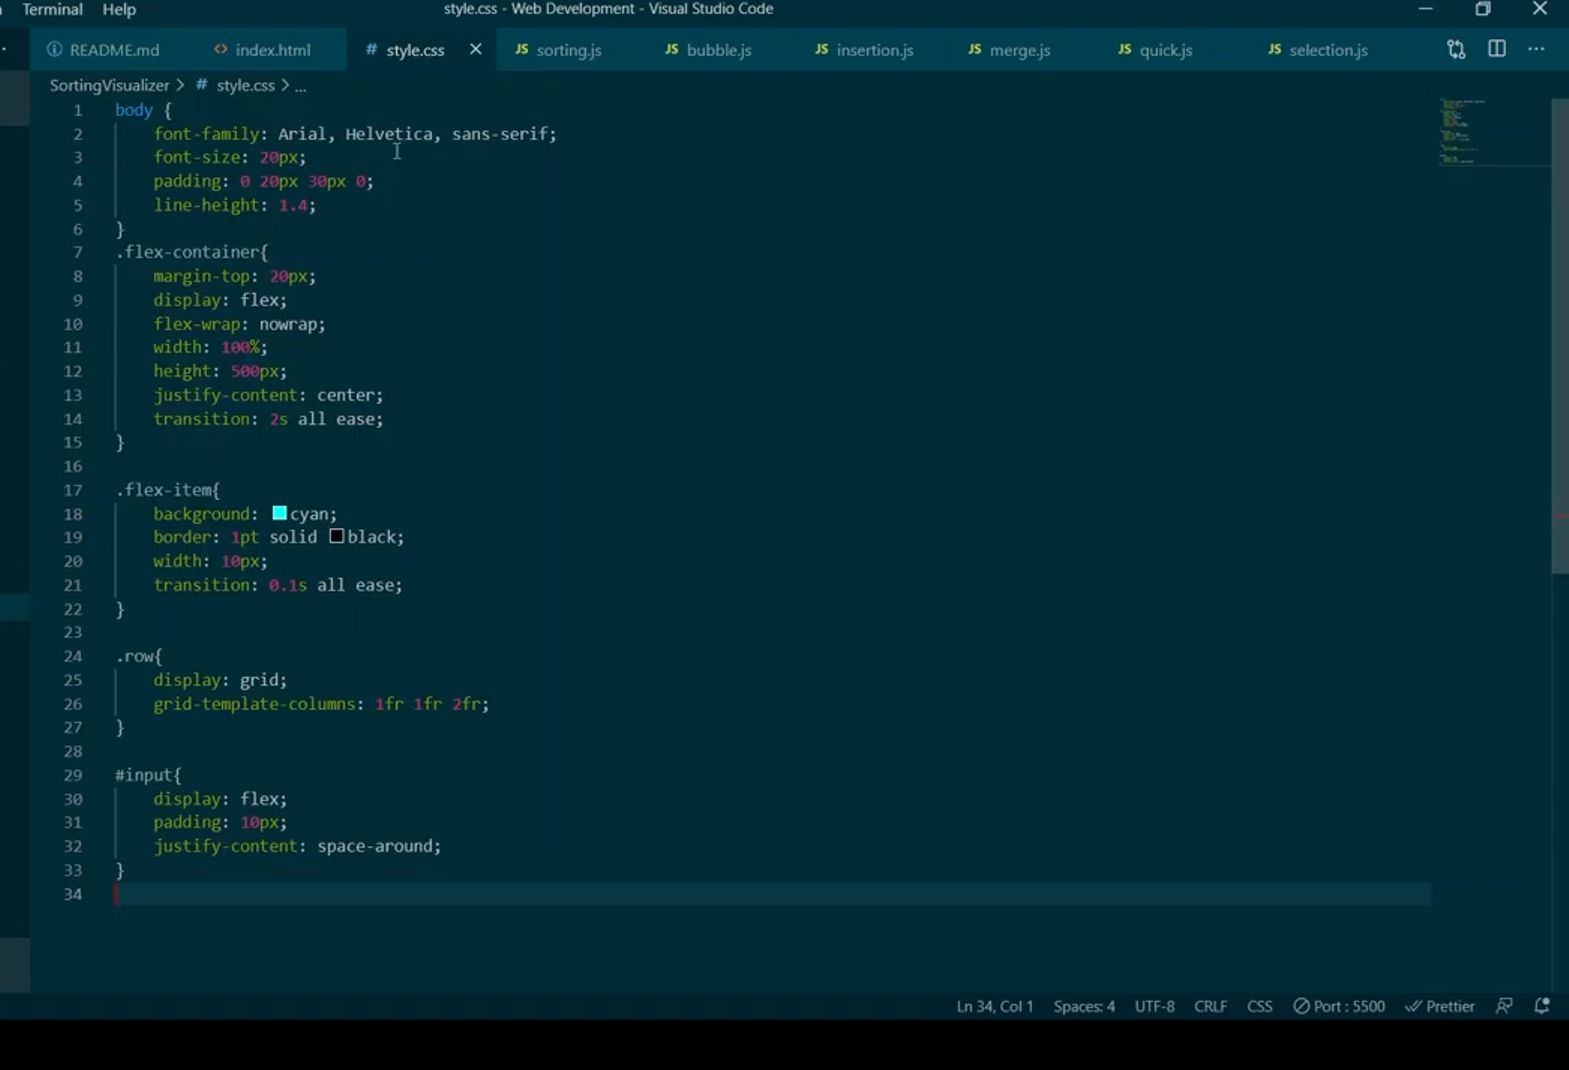 Terminal Help style.css - Web Development - Visual Studio Code
README.md index.html # style.css JS sorting.js JS bubble.js JS insertion.js JS merge.js JS quick.js JS selection.js
SortingVisualizer > # style.css > ...
1 body {
2 font-family: Arial, Helvetica, sans-serif;
3 font-size: 20px;
4 padding: 0 20px 30px 0;
5 line-height: 1.4;
6 }
7 .flex-container{
8 margin-top: 20px;
9 display: flex;
10 flex-wrap: nowrap;
11 width: 100%;
12 height: 500px;
13 justify-content: center;
14 transition: 2s all ease;
15 }
16
17 .flex-item{
18 background: cyan;
19 border: 1pt solid black;
20 width: 10px;
21 transition: 0.1s all ease;
22 }
23
24 .row{
25 display: grid;
26 grid-template-columns: 1fr 1fr 2fr;
27 }
28
29 #input{
30 display: flex;
31 padding: 10px;
32 justify-content: space-around;
33 }
34
Ln 34, Col 1 Spaces: 4 UTF-8 CRLF CSS Port : 5500 Prettier